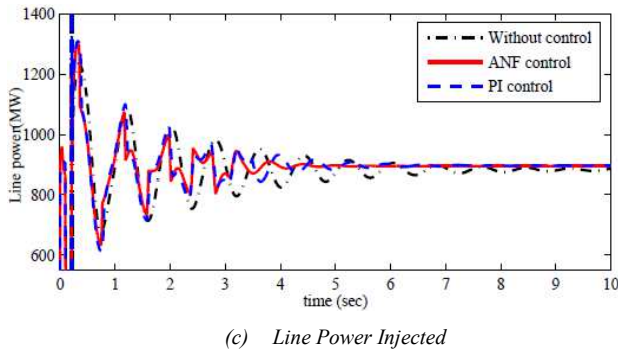 1400
1200
1000
800
600
Line power(MW)
Without control
ANF control
PI control
0 1 2 3 4 5 6 7 8 9 10
time (sec)
(c) Line Power Injected